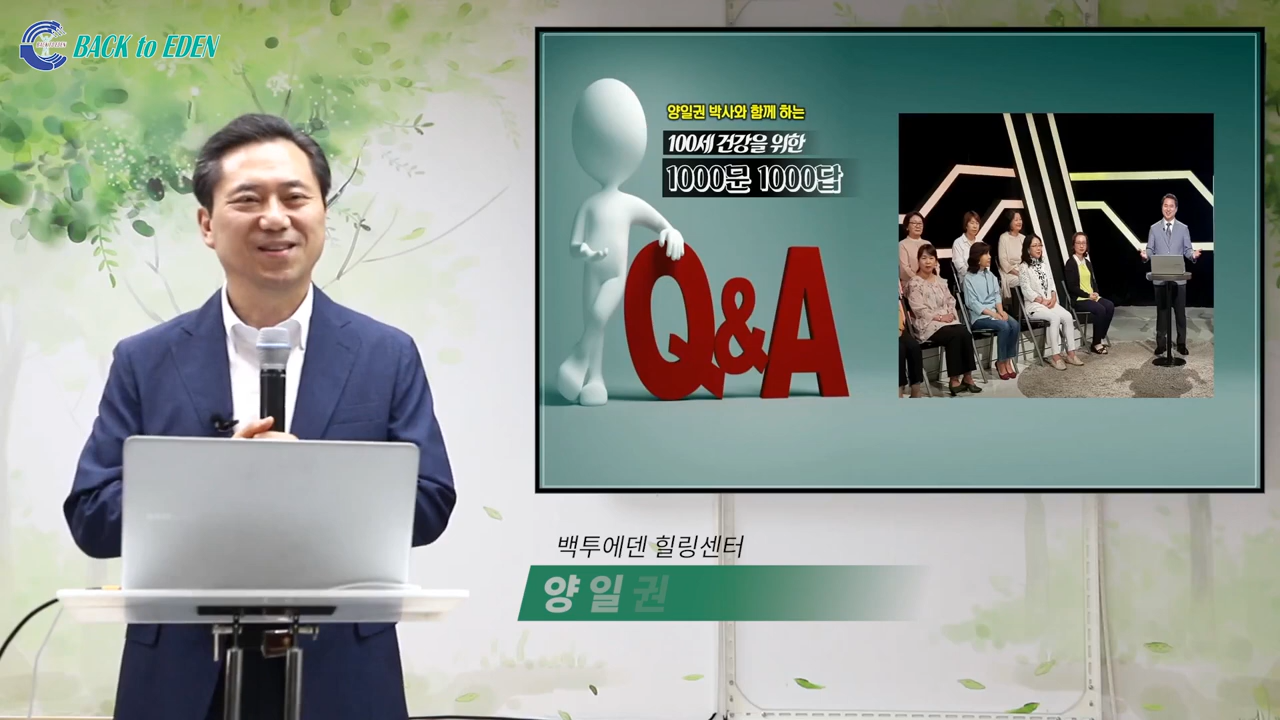 BACK to EDEN
양일권 박사와 함께 하는
100세 건강을 위한
1000문 1000답
Q&A
백투에덴 힐링센터
양일권